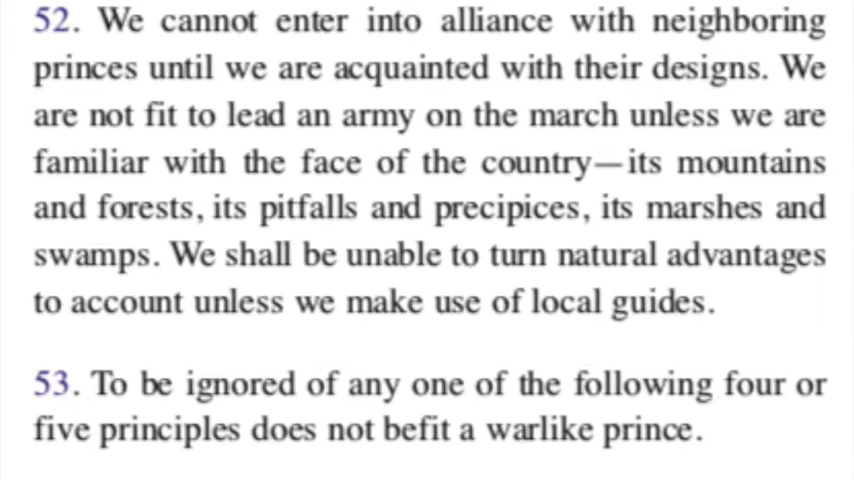 52. We cannot enter into alliance with neighboring
princes until we are acquainted with their designs. We
are not fit to lead an army on the march unless we are
familiar with the face of the country—its mountains
and forests, its pitfalls and precipices, its marshes and
swamps. We shall be unable to turn natural advantages
to account unless we make use of local guides.
53. To be ignored of any one of the following four or
five principles does not befit a warlike prince.